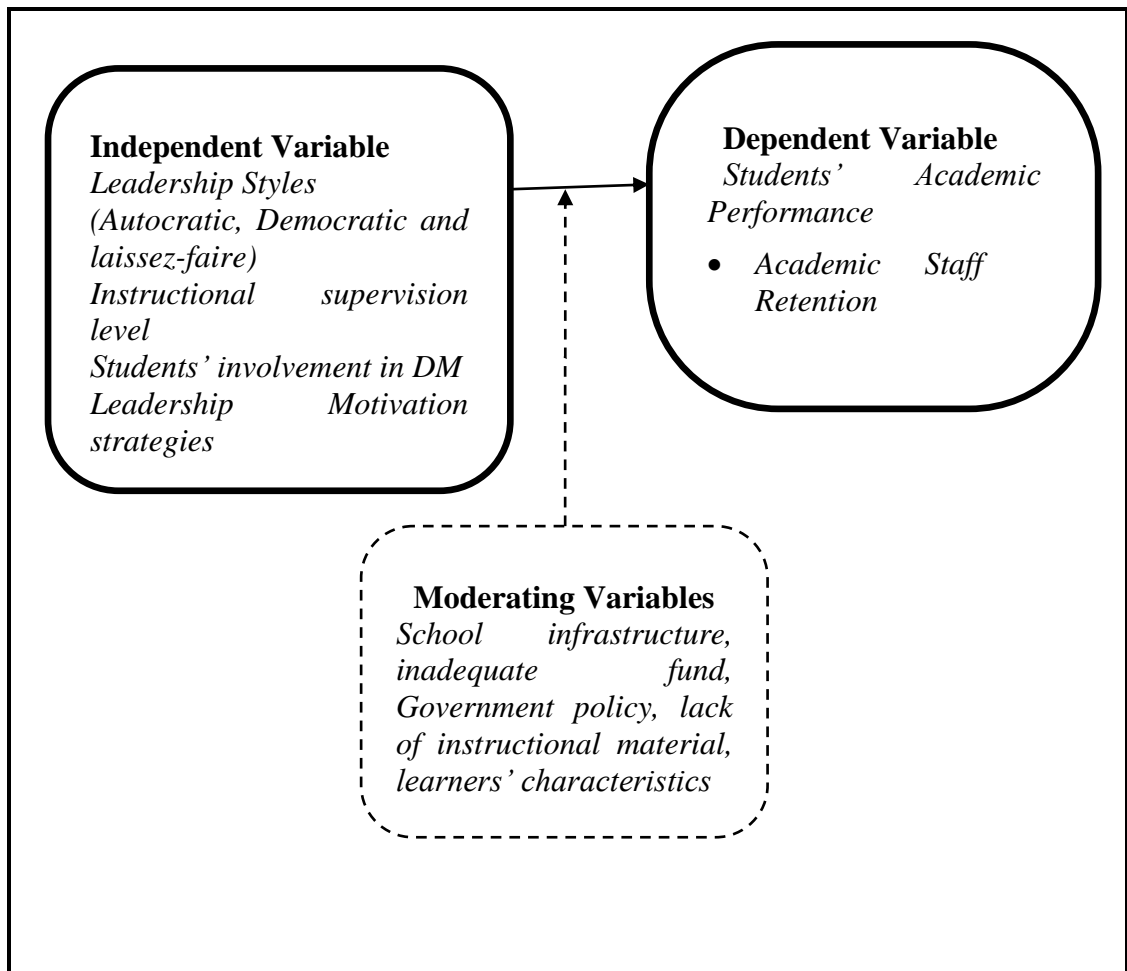 Independent Variable
Leadership Styles
(Autocratic, Democratic and
laissez-faire)
Instructional supervision
level
Students’ involvement in DM
Leadership Motivation
strategies
Dependent Variable
Students’ Academic
Performance
• Academic Staff
Retention
Moderating Variables
School infrastructure,
inadequate fund,
Government policy, lack
of instructional material,
learners’ characteristics